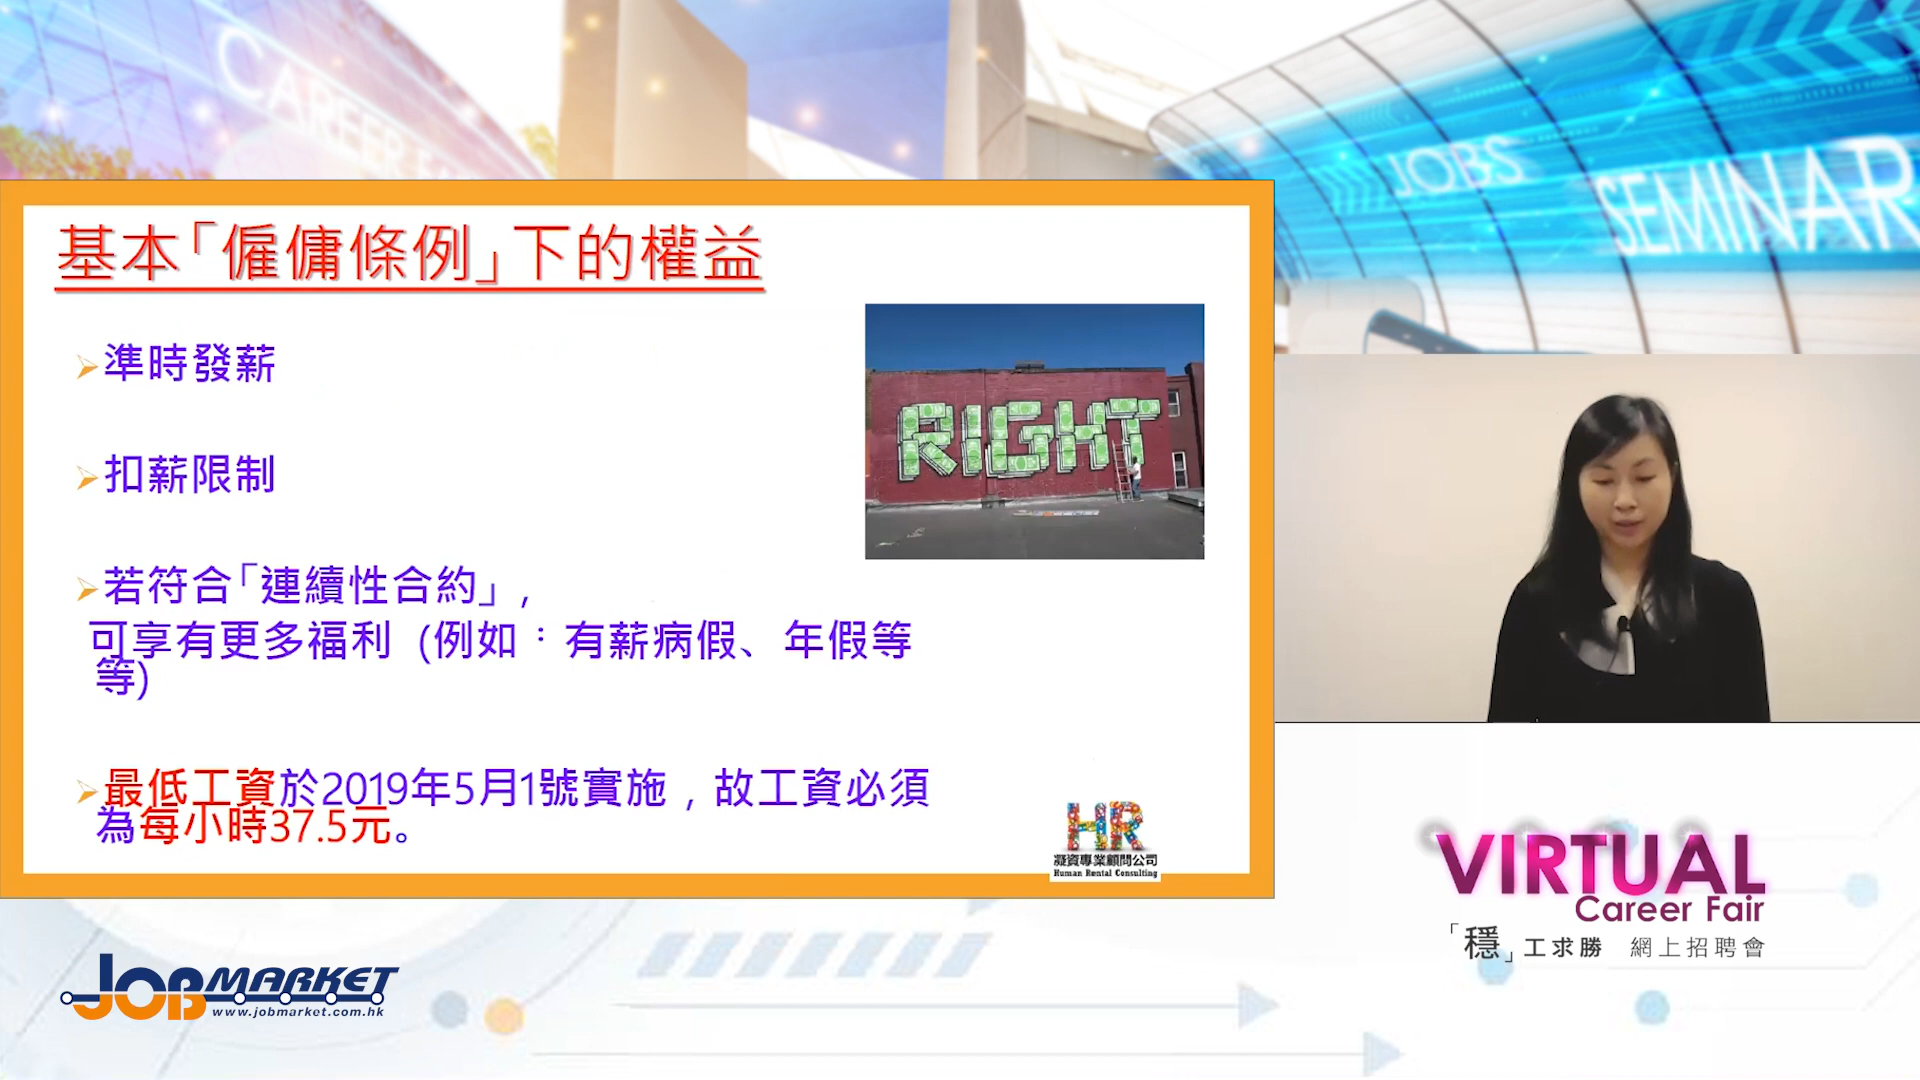 CAREER FA
JOBS
SEMINAR
基本「僱傭條例」下的權益
準時發薪
扣薪限制
若符合「連續性合約」,
可享有更多福利 (例如：有薪病假、年假等
等)
最低工資於2019年5月1號實施，故工資必須
為每小時37.5元。
RIGHT
HR
凝資專業顧問公司
Human Rental Consulting
VIRTUAL
Career Fair
「穩」工求勝 網上招聘會
JOB MARKET
www.jobmarket.com.hk